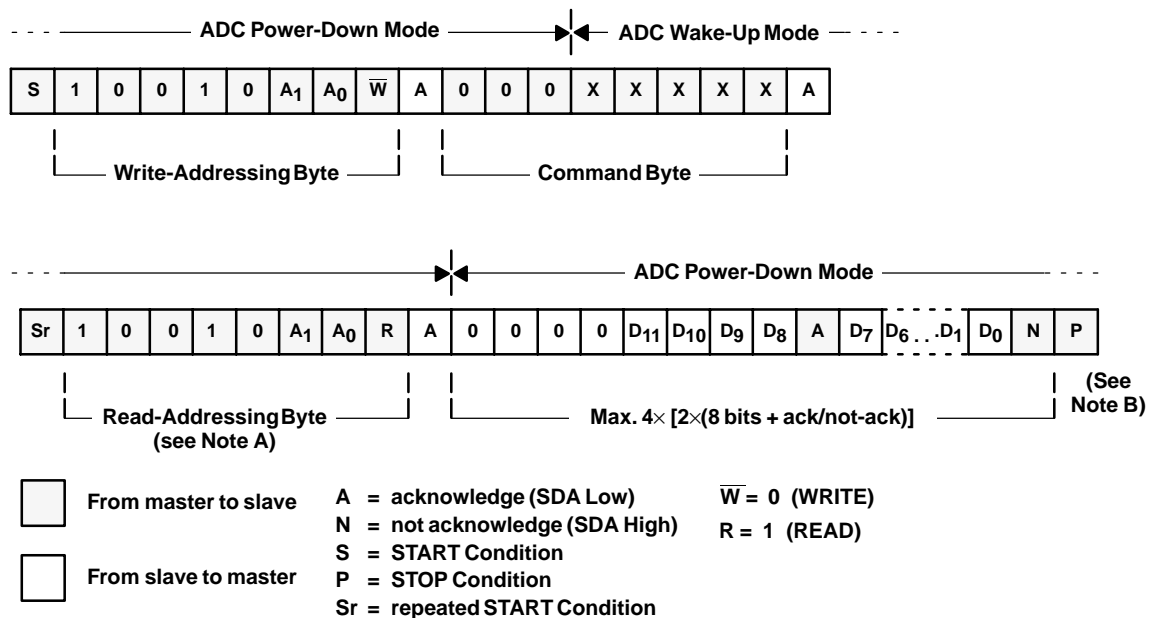 ADC Power-Down Mode ADC Wake-Up Mode
S 1 0 0 1 0 A1 A0 W̅ A 0 0 0 X X X X X A
Write-Addressing Byte Command Byte
ADC Power-Down Mode
Sr 1 0 0 1 0 A1 A0 R A 0 0 0 0 D11 D10 D9 D8 A D7 D6 . . .D1 D0 N P
Read-Addressing Byte
(see Note A)
Max. 4× [2×(8 bits + ack/not-ack)]
(See
Note B)
From master to slave
From slave to master
A = acknowledge (SDA Low)
N = not acknowledge (SDA High)
S = START Condition
P = STOP Condition
Sr = repeated START Condition
W̅ = 0 (WRITE)
R = 1 (READ)